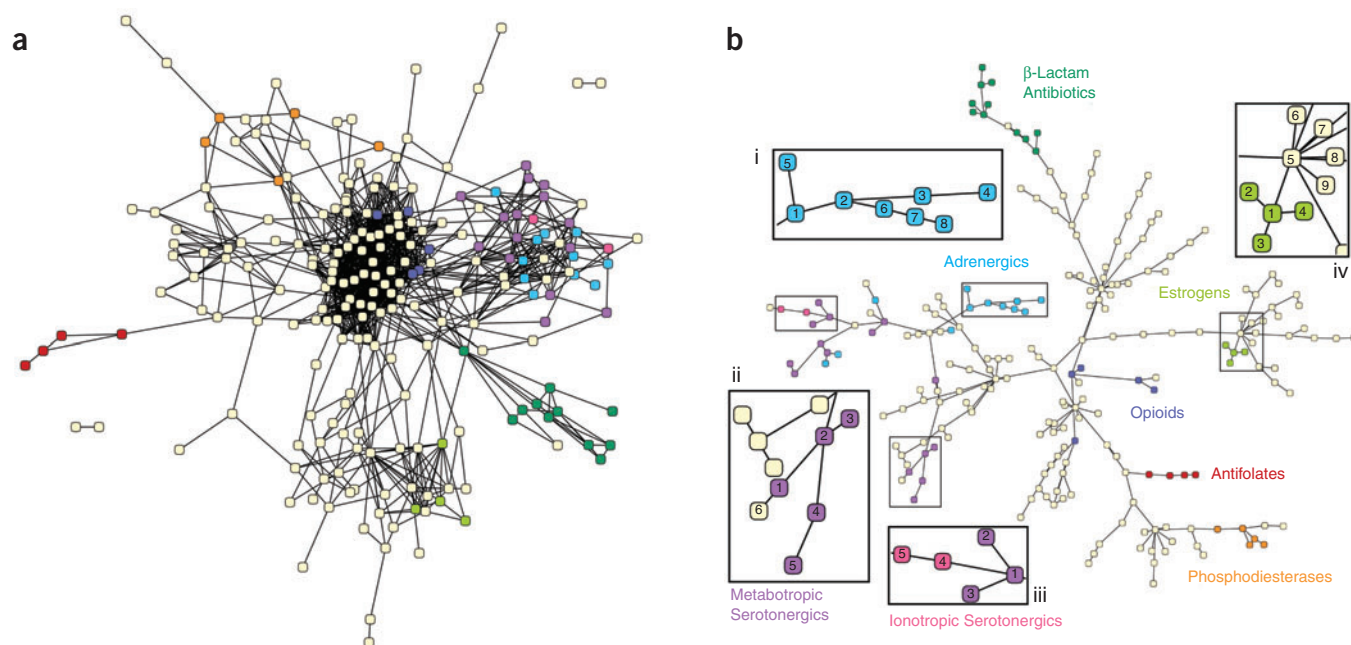 a
b
β-Lactam
Antibiotics
i
5
1
2
3
4
6
7
8
Adrenergics
6
7
5
8
9
2
1
4
3
iv
Estrogens
ii
3
2
1
6
4
5
Metabotropic
Serotonergics
Opioids
Antifolates
Phosphodiesterases
2
5
4
1
3
iii
Ionotropic Serotonergics